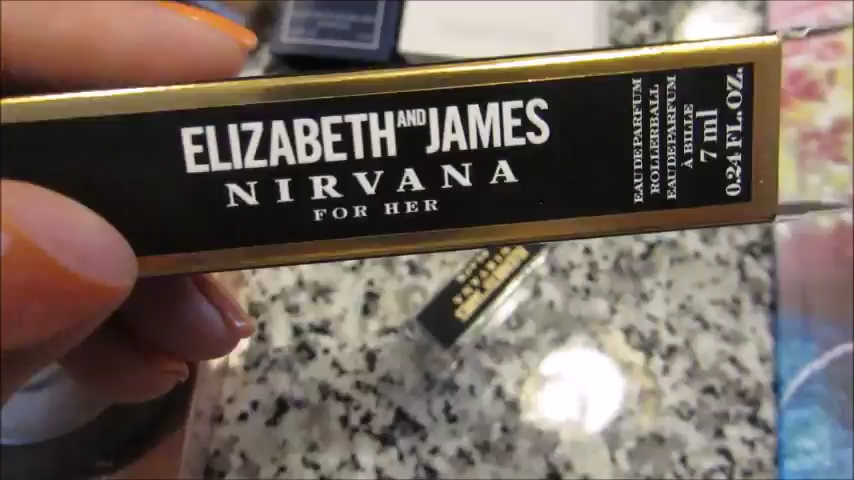 ELIZABETH AND JAMES
NIRVANA
FOR HER
EAU DE PARFUM
ROLLERBALL
EAU DE PARFUM
À BILLE
7 ml
0.24 FL. OZ.